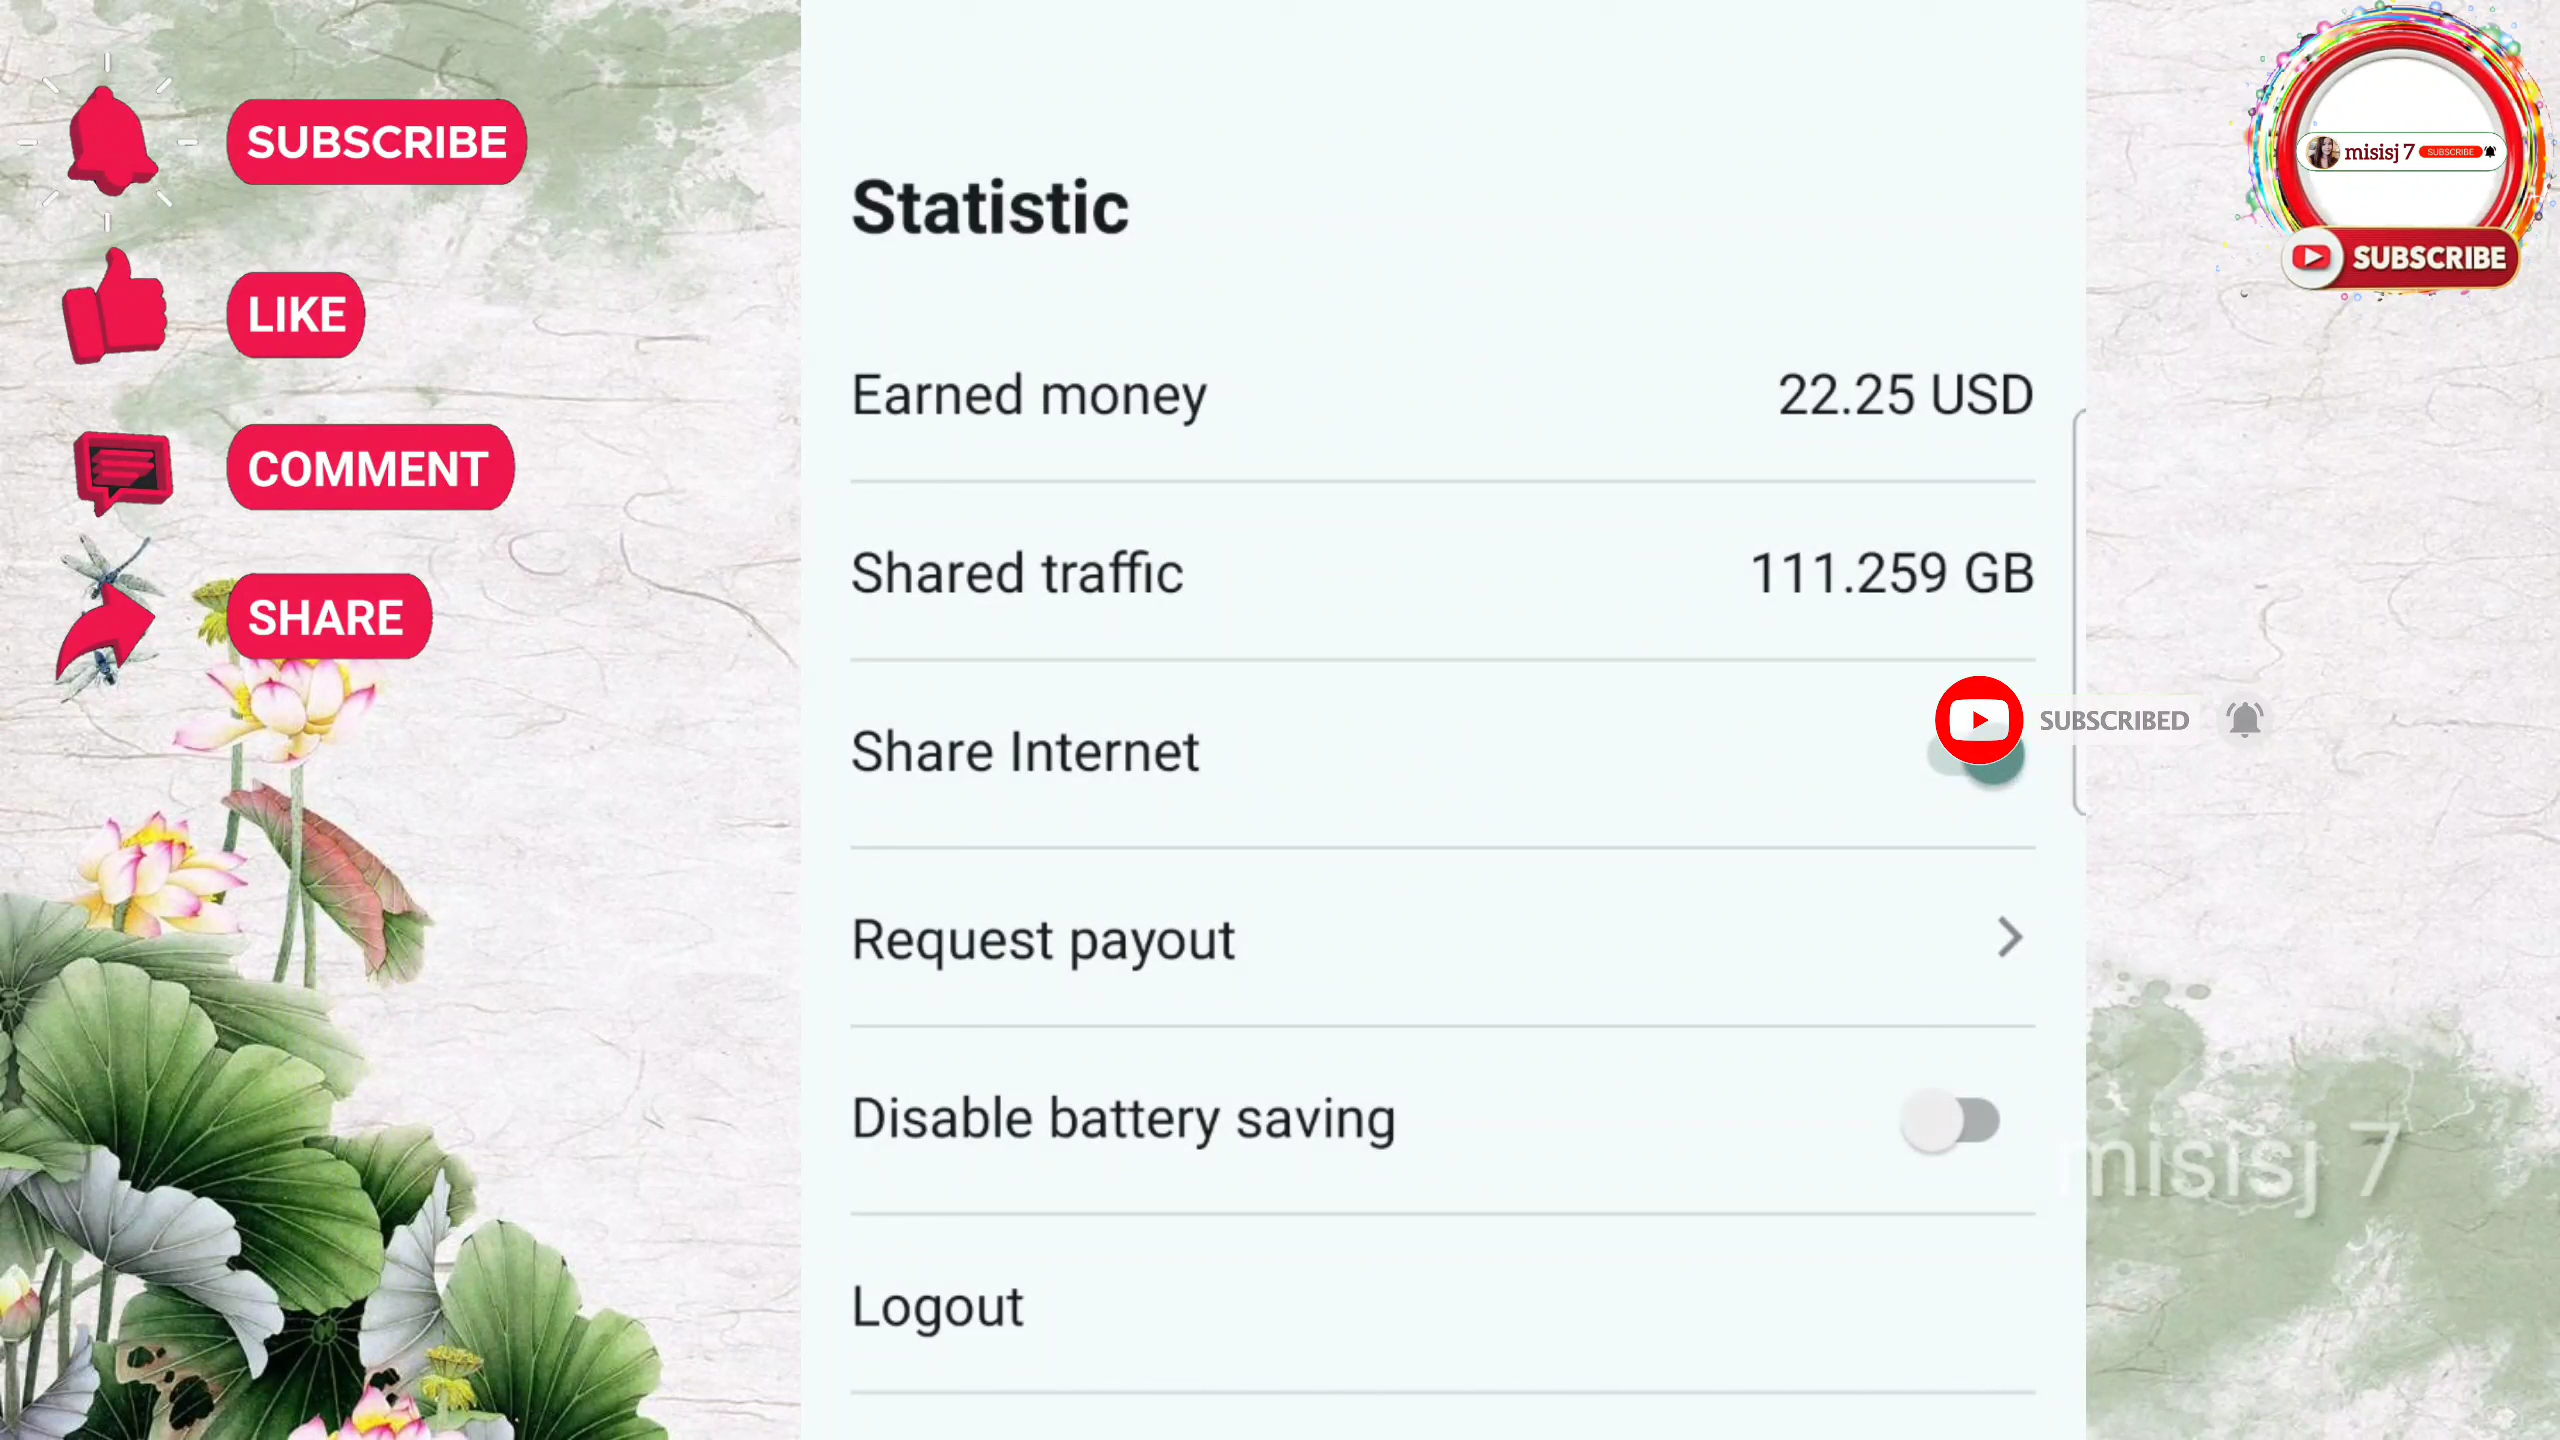 SUBSCRIBE
LIKE
COMMENT
SHARE
Statistic
Earned money 22.25 USD
Shared traffic 111.259 GB
Share Internet
Request payout
Disable battery saving
Logout
misisj 7 SUBSCRIBE
SUBSCRIBE
SUBSCRIBED
misisj 7